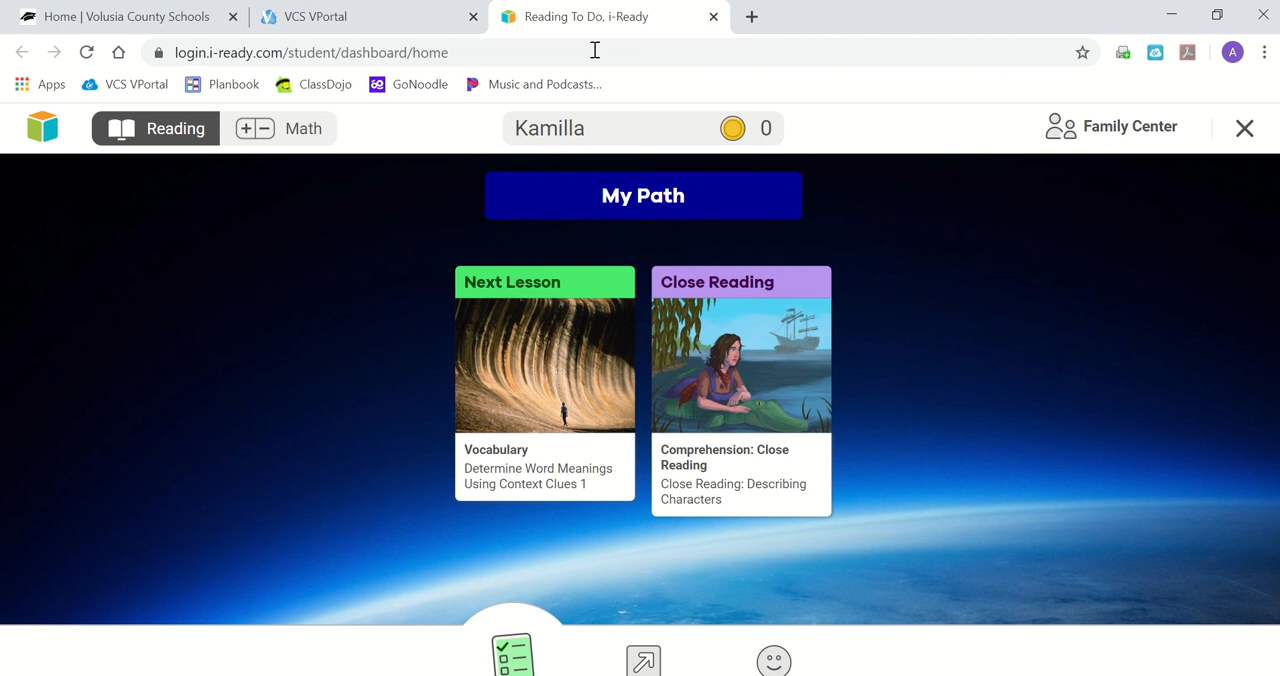 Home | Volusia County Schools
VCS VPortal
Reading To Do, i-Ready
login.i-ready.com/student/dashboard/home
A
Apps
VCS VPortal
Planbook
ClassDojo
GoNoodle
Music and Podcasts...
Reading
Math
Kamilla
0
Family Center
My Path
Next Lesson
Vocabulary
Determine Word Meanings
Using Context Clues 1
Close Reading
Comprehension: Close
Reading
Close Reading: Describing
Characters